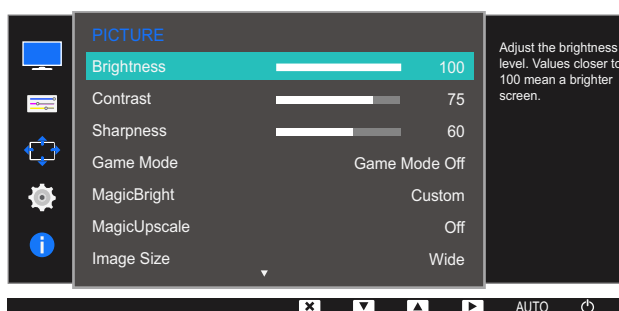 PICTURE
Brightness 100
Contrast 75
Sharpness 60
Game Mode Game Mode Off
MagicBright Custom
MagicUpscale Off
Image Size Wide
Adjust the brightness
level. Values closer to
100 mean a brighter
screen.
AUTO